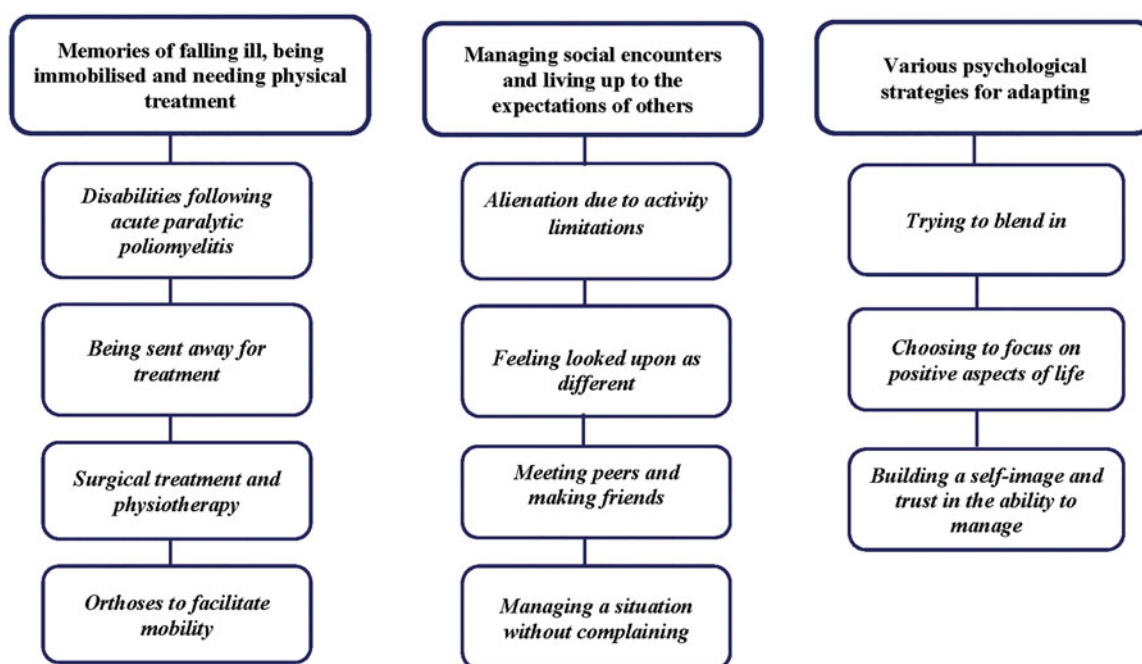 Memories of falling ill, being
immobilised and needing physical
treatment
Disabilities following
acute paralytic
poliomyelitis
Being sent away for
treatment
Surgical treatment and
physiotherapy
Orthoses to facilitate
mobility
Managing social encounters
and living up to the
expectations of others
Alienation due to activity
limitations
Feeling looked upon as
different
Meeting peers and
making friends
Managing a situation
without complaining
Various psychological
strategies for adapting
Trying to blend in
Choosing to focus on
positive aspects of life
Building a self-image and
trust in the ability to
manage